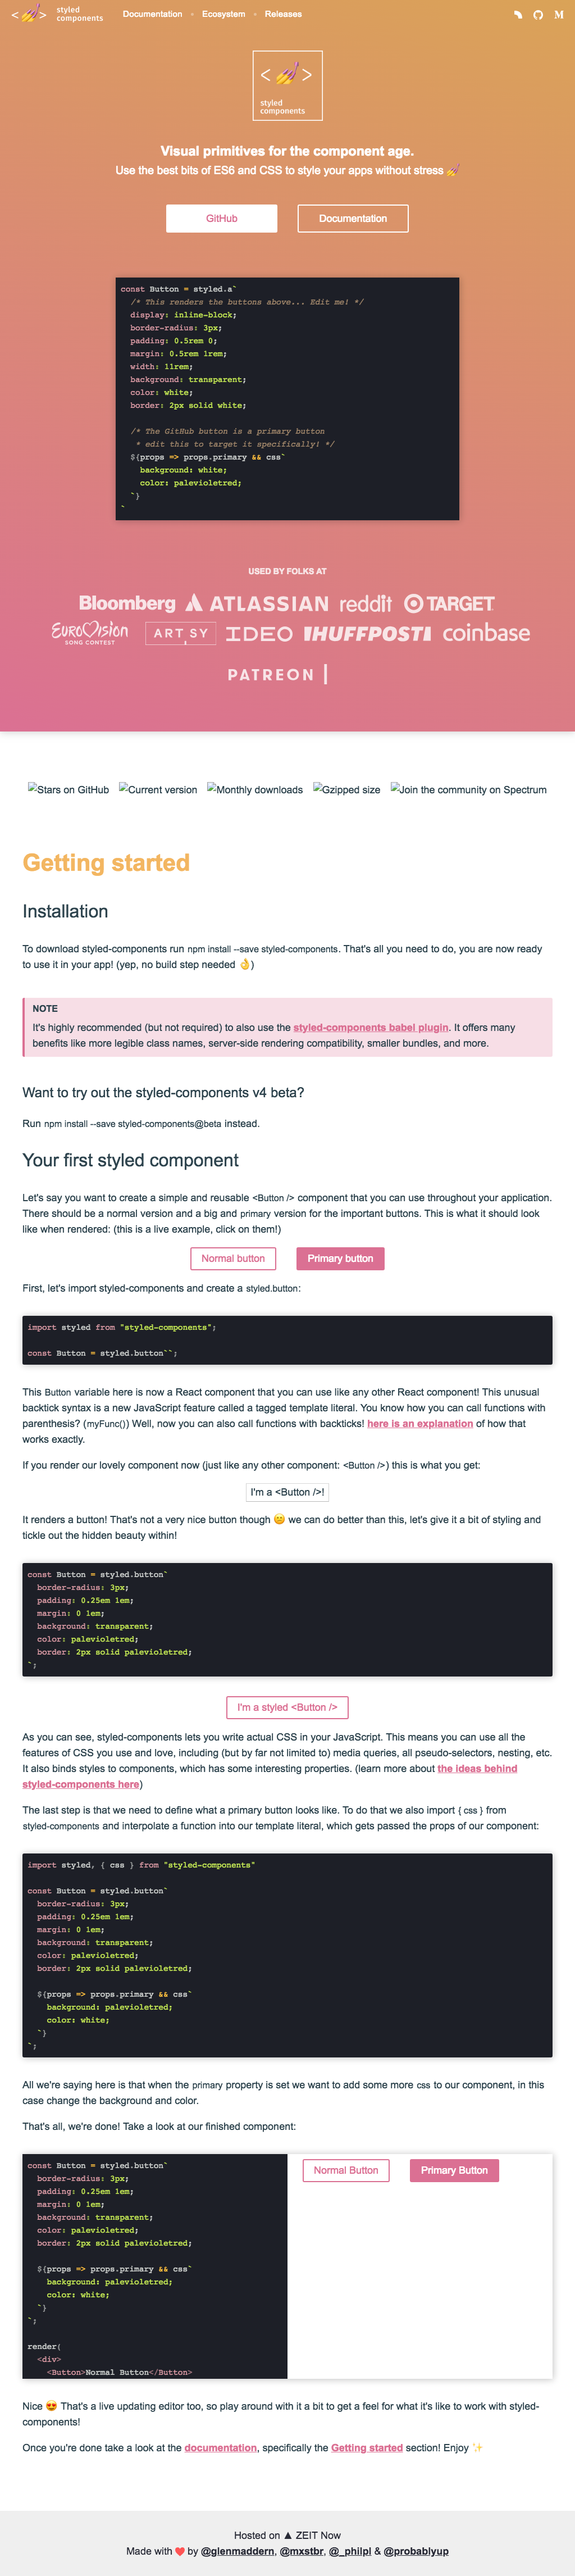 < 💅 > styled components Documentation Ecosystem Releases
< 💅 >
styled
components
Visual primitives for the component age.
Use the best bits of ES6 and CSS to style your apps without stress 💅
GitHub Documentation
const Button = styled.a`
  /* This renders the buttons above... Edit me! */
  display: inline-block;
  border-radius: 3px;
  padding: 0.5rem 0;
  margin: 0.5rem 1rem;
  width: 11rem;
  background: transparent;
  color: white;
  border: 2px solid white;

  /* The GitHub button is a primary button
   * edit this to target it specifically! */
  ${props => props.primary && css`
    background: white;
    color: palevioletred;
  `}
`
USED BY FOLKS AT
Bloomberg ATLASSIAN reddit TARGET
EUROVISION SONG CONTEST ARTSY IDEO IHUFFPOSTI coinbase
PATREON
Stars on GitHub Current version Monthly downloads Gzipped size Join the community on Spectrum
Getting started
Installation
To download styled-components run npm install --save styled-components. That's all you need to do, you are now ready
to use it in your app! (yep, no build step needed 👌)
NOTE
It's highly recommended (but not required) to also use the styled-components babel plugin. It offers many
benefits like more legible class names, server-side rendering compatibility, smaller bundles, and more.
Want to try out the styled-components v4 beta?
Run npm install --save styled-components@beta instead.
Your first styled component
Let's say you want to create a simple and reusable <Button /> component that you can use throughout your application.
There should be a normal version and a big and primary version for the important buttons. This is what it should look
like when rendered: (this is a live example, click on them!)
Normal button Primary button
First, let's import styled-components and create a styled.button:
import styled from "styled-components";

const Button = styled.button``;
This Button variable here is now a React component that you can use like any other React component! This unusual
backtick syntax is a new JavaScript feature called a tagged template literal. You know how you can call functions with
parenthesis? (myFunc()) Well, now you can also call functions with backticks! here is an explanation of how that
works exactly.
If you render our lovely component now (just like any other component: <Button />) this is what you get:
I'm a <Button />!
It renders a button! That's not a very nice button though 😕 we can do better than this, let's give it a bit of styling and
tickle out the hidden beauty within!
const Button = styled.button`
  border-radius: 3px;
  padding: 0.25em 1em;
  margin: 0 1em;
  background: transparent;
  color: palevioletred;
  border: 2px solid palevioletred;
`;
I'm a styled <Button />
As you can see, styled-components lets you write actual CSS in your JavaScript. This means you can use all the
features of CSS you use and love, including (but by far not limited to) media queries, all pseudo-selectors, nesting, etc.
It also binds styles to components, which has some interesting properties. (learn more about the ideas behind
styled-components here)
The last step is that we need to define what a primary button looks like. To do that we also import { css } from
styled-components and interpolate a function into our template literal, which gets passed the props of our component:
import styled, { css } from "styled-components"

const Button = styled.button`
  border-radius: 3px;
  padding: 0.25em 1em;
  margin: 0 1em;
  background: transparent;
  color: palevioletred;
  border: 2px solid palevioletred;

  ${props => props.primary && css`
    background: palevioletred;
    color: white;
  `}
`;
All we're saying here is that when the primary property is set we want to add some more css to our component, in this
case change the background and color.
That's all, we're done! Take a look at our finished component:
const Button = styled.button`
  border-radius: 3px;
  padding: 0.25em 1em;
  margin: 0 1em;
  background: transparent;
  color: palevioletred;
  border: 2px solid palevioletred;

  ${props => props.primary && css`
    background: palevioletred;
    color: white;
  `}
`;

render(
  <div>
    <Button>Normal Button</Button>
Normal Button Primary Button
Nice 😍 That's a live updating editor too, so play around with it a bit to get a feel for what it's like to work with styled-
components!
Once you're done take a look at the documentation, specifically the Getting started section! Enjoy ✨
Hosted on ▲ ZEIT Now
Made with ❤️ by @glenmaddern, @mxstbr, @_philpl & @probablyup